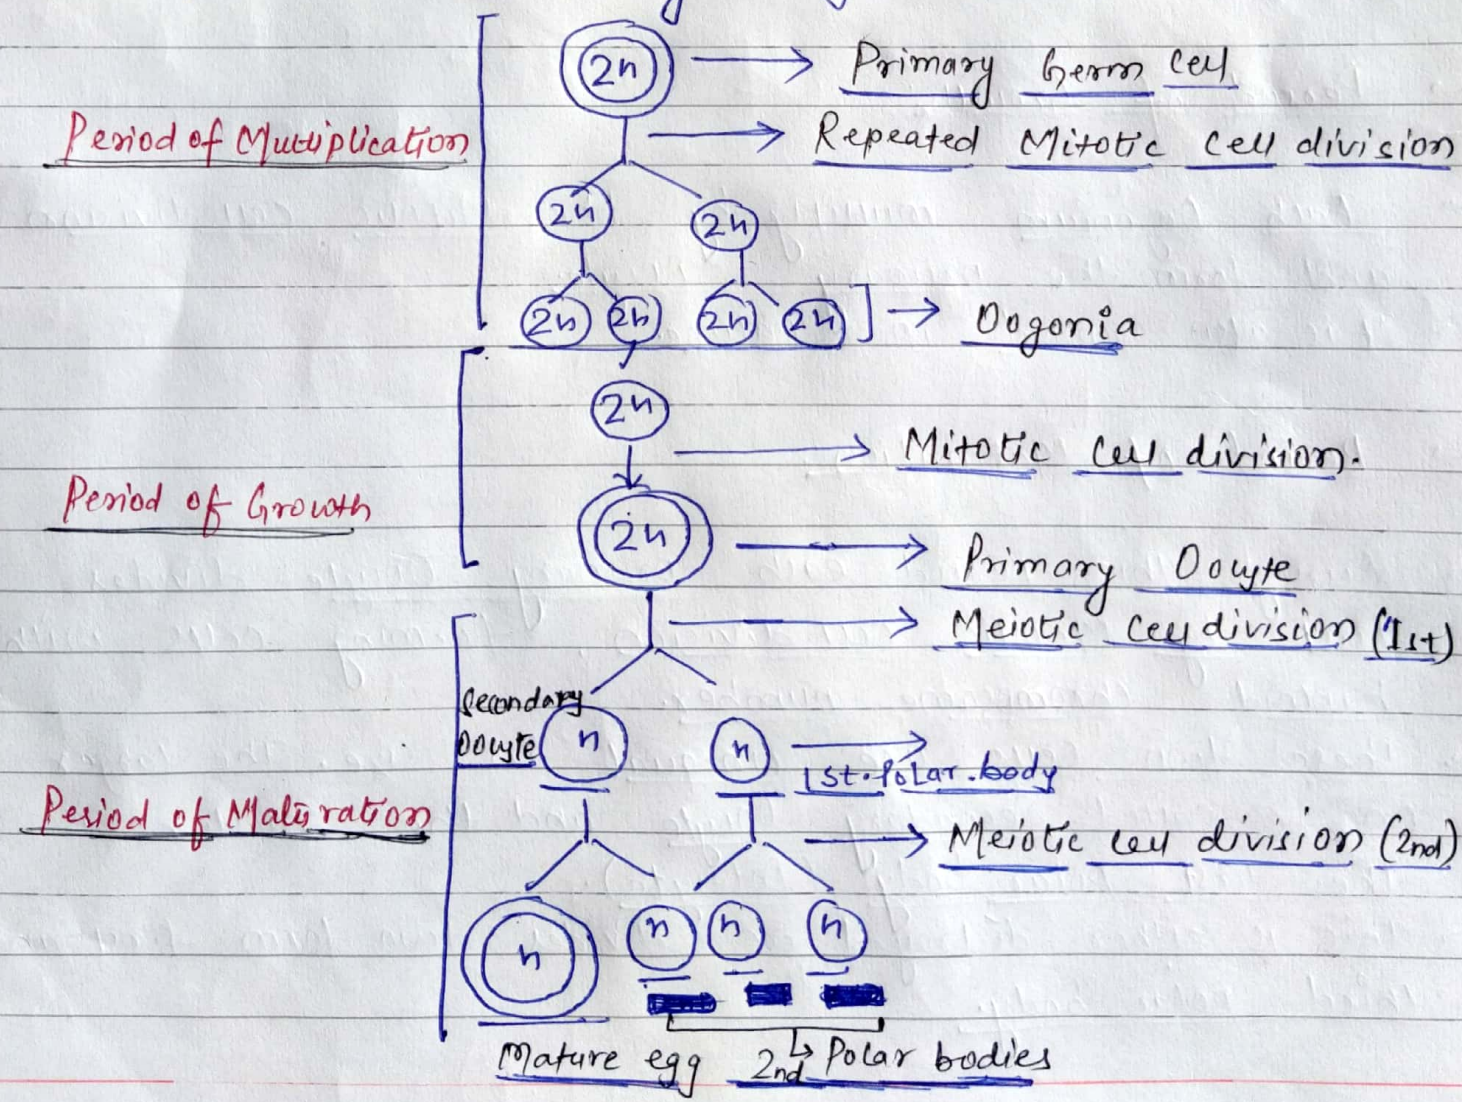 2n → Primary Germ Cell
Period of Multiplication → Repeated Mitotic Cell division
2n 2n
2n 2n 2n 2n ] → Oogonia
2n
→ Mitotic Cell division.
Period of Growth
2n → Primary Oocyte
→ Meiotic Cell division (Ist)
Secondary
Oocyte n n →
1st. Polar. body
Period of Maturation → Meiotic Cell division (2nd)
n n n n
Mature egg 2nd Polar bodies